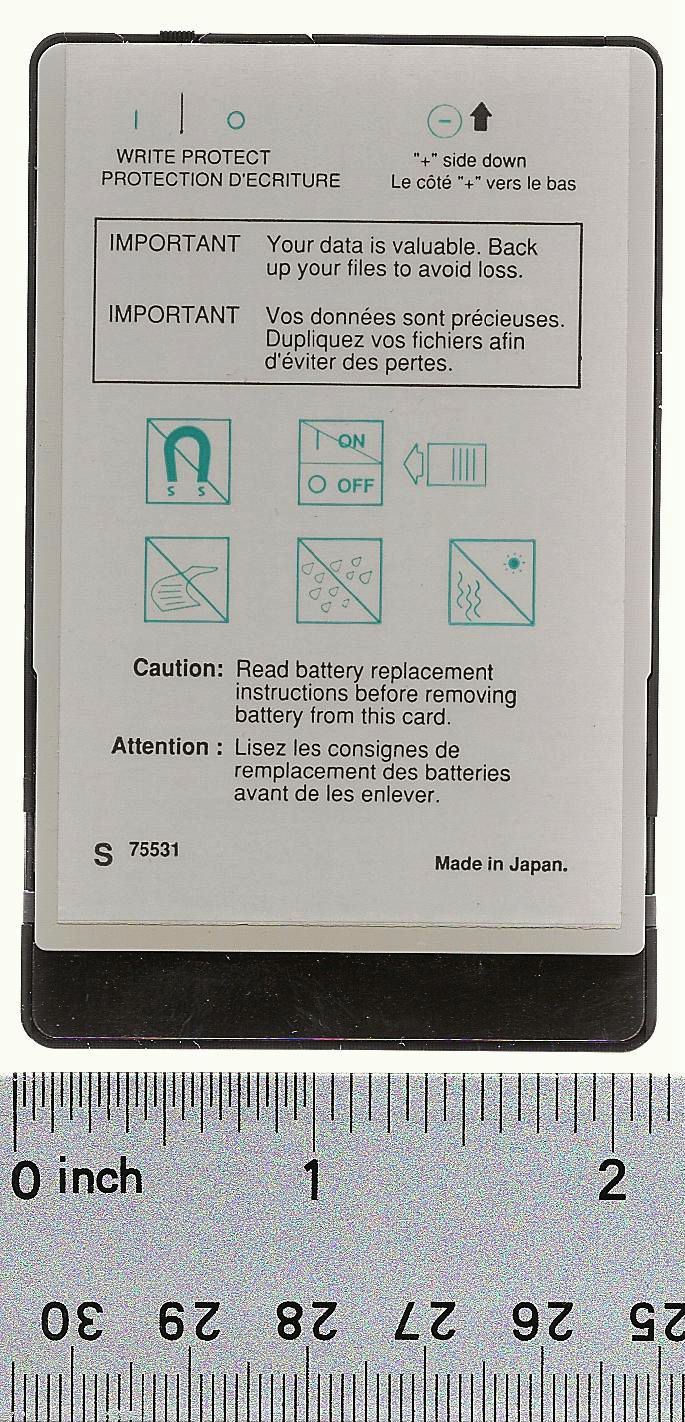 WRITE PROTECT
PROTECTION D'ECRITURE
"+" side down
Le côté "+" vers le bas
IMPORTANT Your data is valuable. Back
up your files to avoid loss.
IMPORTANT Vos données sont précieuses.
Dupliquez vos fichiers afin
d'éviter des pertes.
S S
| ON
O OFF
Caution: Read battery replacement
instructions before removing
battery from this card.
Attention : Lisez les consignes de
remplacement des batteries
avant de les enlever.
S 75531
Made in Japan.
0 inch 1 2
30 29 28 27 26 25